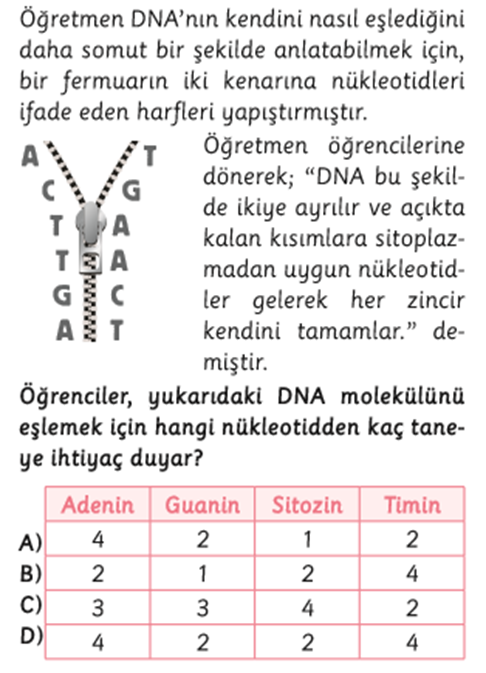 Öğretmen DNA’nın kendini nasıl eşlediğini
daha somut bir şekilde anlatabilmek için,
bir fermuarın iki kenarına nükleotidleri
ifade eden harfleri yapıştırmıştır.
A T
C G
T A
T A
G C
A T
Öğretmen öğrencilerine
dönerek; “DNA bu şekil-
de ikiye ayrılır ve açıkta
kalan kısımlara sitoplaz-
madan uygun nükleotid-
ler gelerek her zincir
kendini tamamlar.” de-
miştir.
Öğrenciler, yukarıdaki DNA molekülünü
eşlemek için hangi nükleotidden kaç tane-
ye ihtiyaç duyar?
Adenin Guanin Sitozin Timin
A) 4 2 1 2
B) 2 1 2 4
C) 3 3 4 2
D) 4 2 2 4